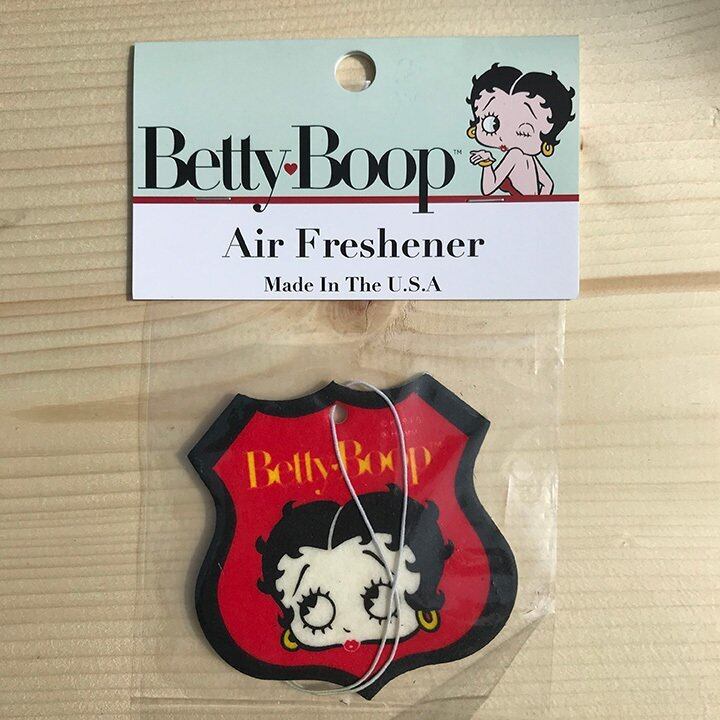 Betty Boop™
Air Freshener
Made In The U.S.A
Betty Boop™